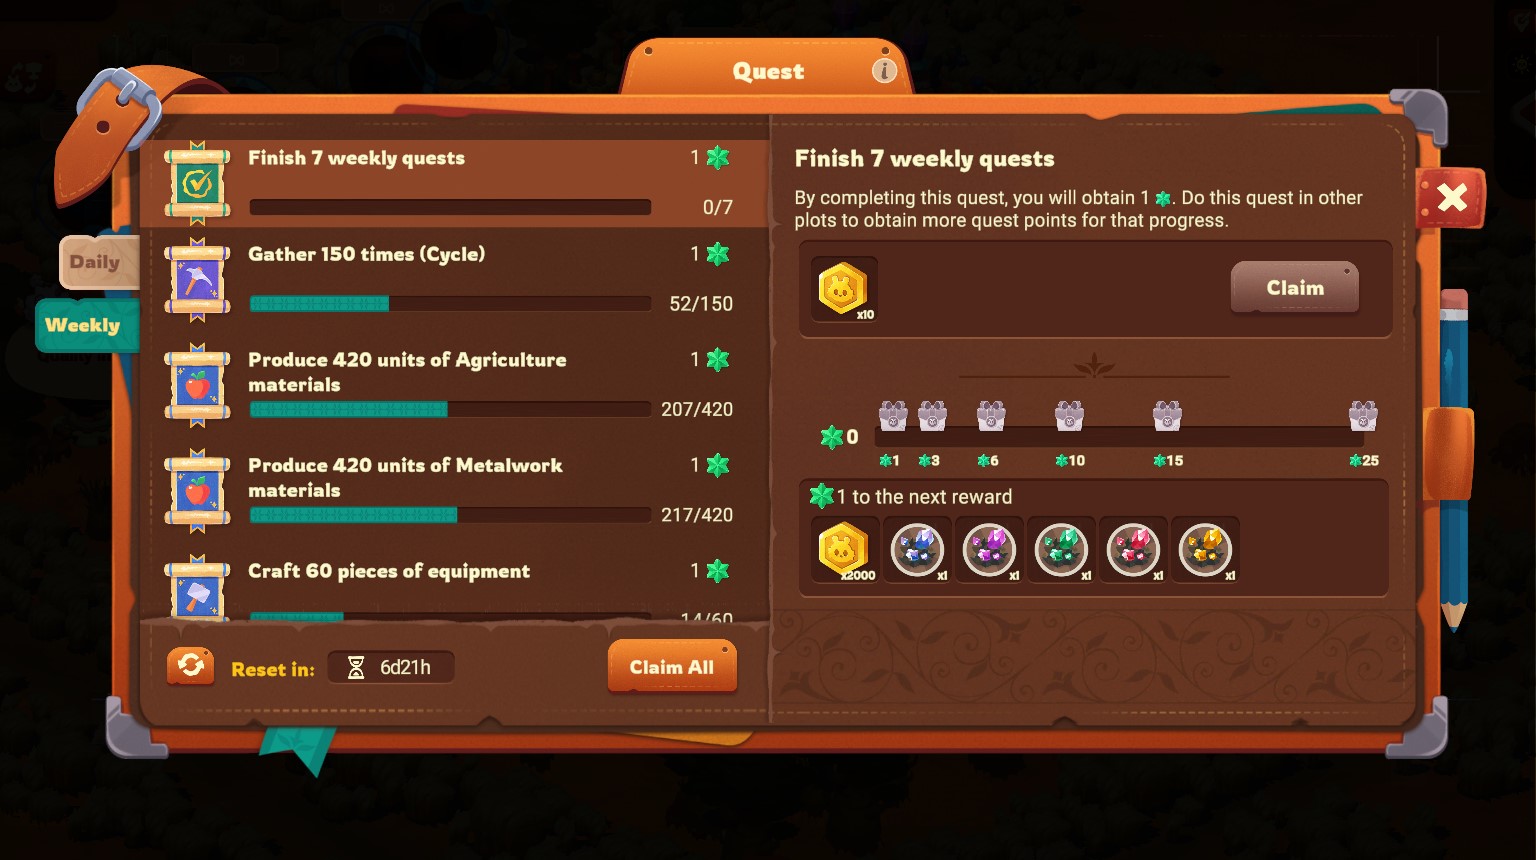 Quest
Finish 7 weekly quests
1
0/7
Daily
Weekly
Gather 150 times (Cycle)
1
52/150
Produce 420 units of Agriculture
materials
1
207/420
Produce 420 units of Metalwork
materials
1
217/420
Craft 60 pieces of equipment
1
14/60
Reset in:
6d21h
Claim All
Finish 7 weekly quests
By completing this quest, you will obtain 1 . Do this quest in other
plots to obtain more quest points for that progress.
x10
Claim
0
1 3 6 10 15 25
1 to the next reward
x2000 x1 x1 x1 x1 x1